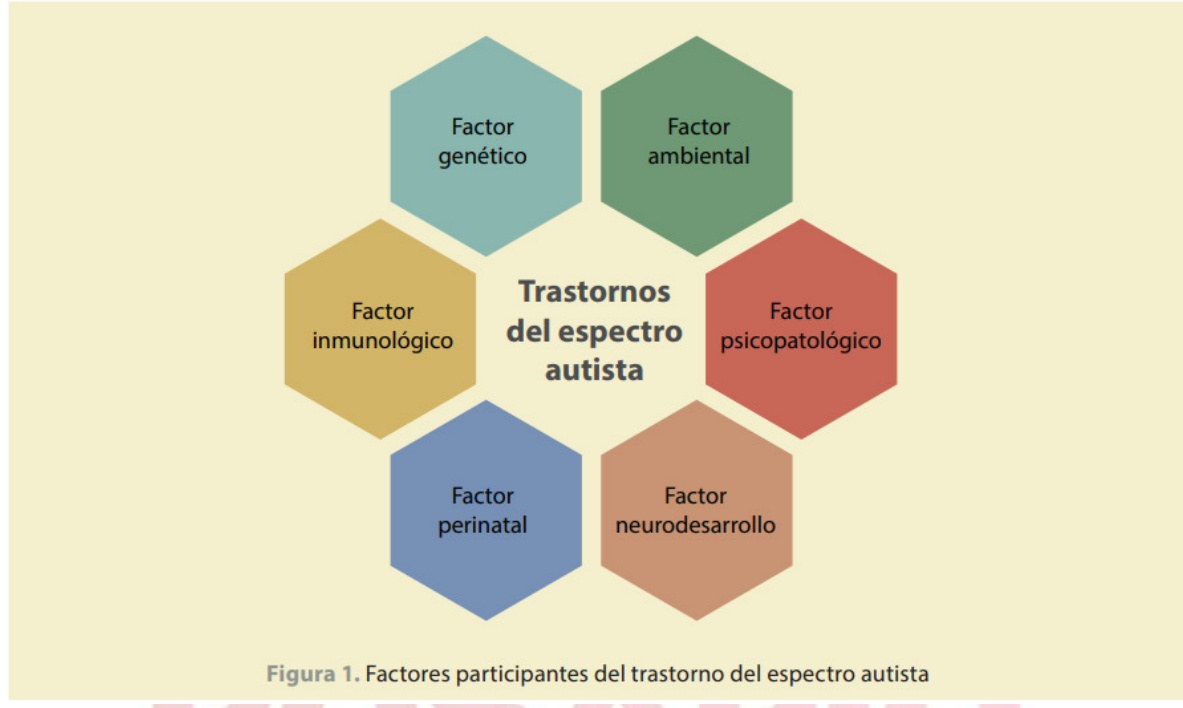 Factor
genético
Factor
ambiental
Factor
inmunológico
Trastornos
del espectro
autista
Factor
psicopatológico
Factor
perinatal
Factor
neurodesarrollo
Figura 1. Factores participantes del trastorno del espectro autista